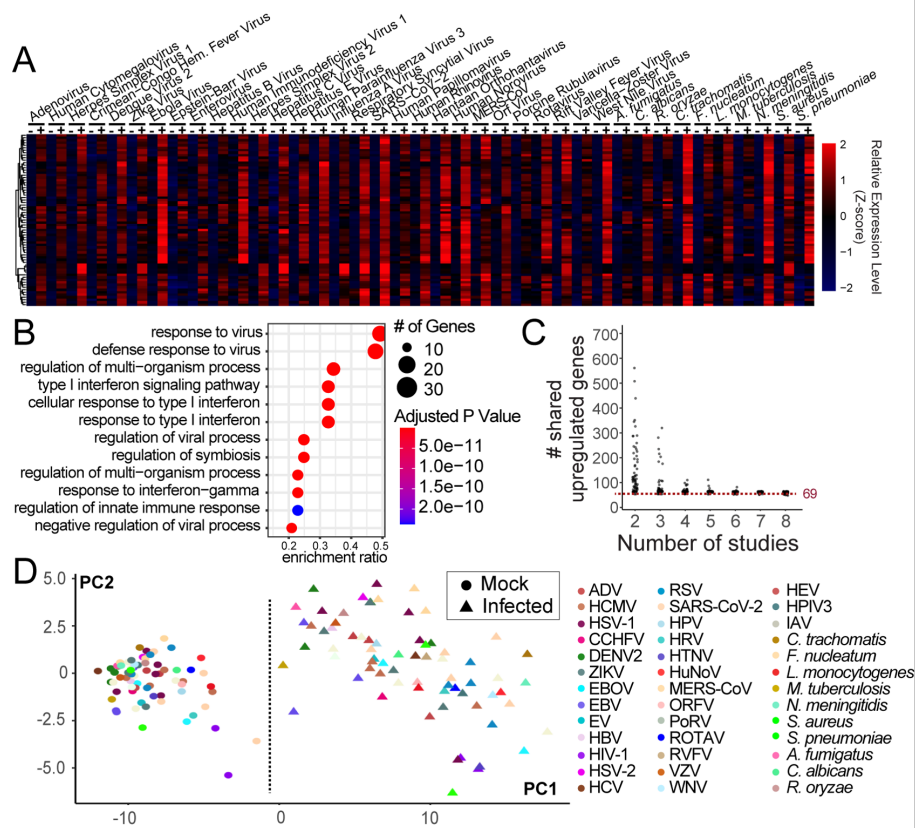 A
Adenovirus
Human Cytomegalovirus
Herpes Simplex Virus 1
Crimean-Congo Hem. Fever Virus
Dengue Virus 2
Zika Virus
Ebola Virus
Epstein-Barr Virus
Enterovirus
Hepatitis B Virus
Human Immunodeficiency Virus 1
Herpes Simplex Virus 2
Hepatitis C Virus
Hepatitis E Virus
Human Parainfluenza Virus 3
Influenza A Virus
Respiratory Syncytial Virus
SARS-CoV-2
Human Papillomavirus
Human Rhinovirus
Hantaan Orthohantavirus
Human Norovirus
MERS-CoV
Orf Virus
Porcine Rubulavirus
Rotavirus
Rift Valley Fever Virus
Varicella-Zoster Virus
West Nile Virus
A. fumigatus
C. albicans
R. oryzae
C. trachomatis
F. nucleatum
L. monocytogenes
M. tuberculosis
N. meningitidis
S. aureus
S. pneumoniae
2
1
0
−1
−2
Relative Expression Level
(Z-score)
B
response to virus
defense response to virus
regulation of multi-organism process
type I interferon signaling pathway
cellular response to type I interferon
response to type I interferon
regulation of viral process
regulation of symbiosis
regulation of multi-organism process
response to interferon-gamma
regulation of innate immune response
negative regulation of viral process
0.2 0.3 0.4 0.5
enrichment ratio
# of Genes
10
20
30
Adjusted P Value
5.0e−11
1.0e−10
1.5e−10
2.0e−10
C
# shared
upregulated genes
700
600
500
400
300
200
100
0
69
2 3 4 5 6 7 8
Number of studies
D
PC2
5.0
2.5
0
-2.5
-5.0
-10 0 10
PC1
Mock
Infected
ADV
HCMV
HSV-1
CCHFV
DENV2
ZIKV
EBOV
EBV
EV
HBV
HIV-1
HSV-2
HCV
RSV
SARS-CoV-2
HPV
HRV
HTNV
HuNoV
MERS-CoV
ORFV
PoRV
ROTAV
RVFV
VZV
WNV
HEV
HPIV3
IAV
C. trachomatis
F. nucleatum
L. monocytogenes
M. tuberculosis
N. meningitidis
S. aureus
S. pneumoniae
A. fumigatus
C. albicans
R. oryzae